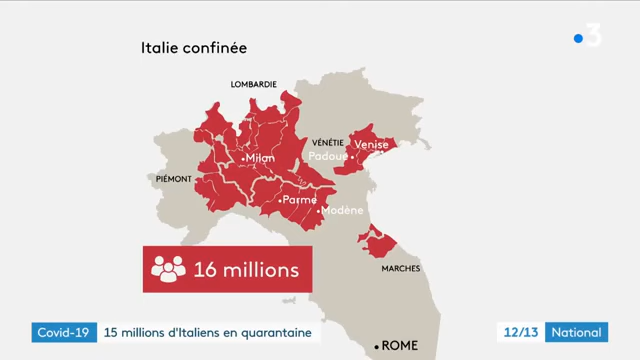 Italie confinée
3
LOMBARDIE
VÉNÉTIE
Venise
Padoue
Milan
PIÉMONT
Parme
Modène
16 millions
MARCHES
ROME
Covid-19
15 millions d'Italiens en quarantaine
12/13
National